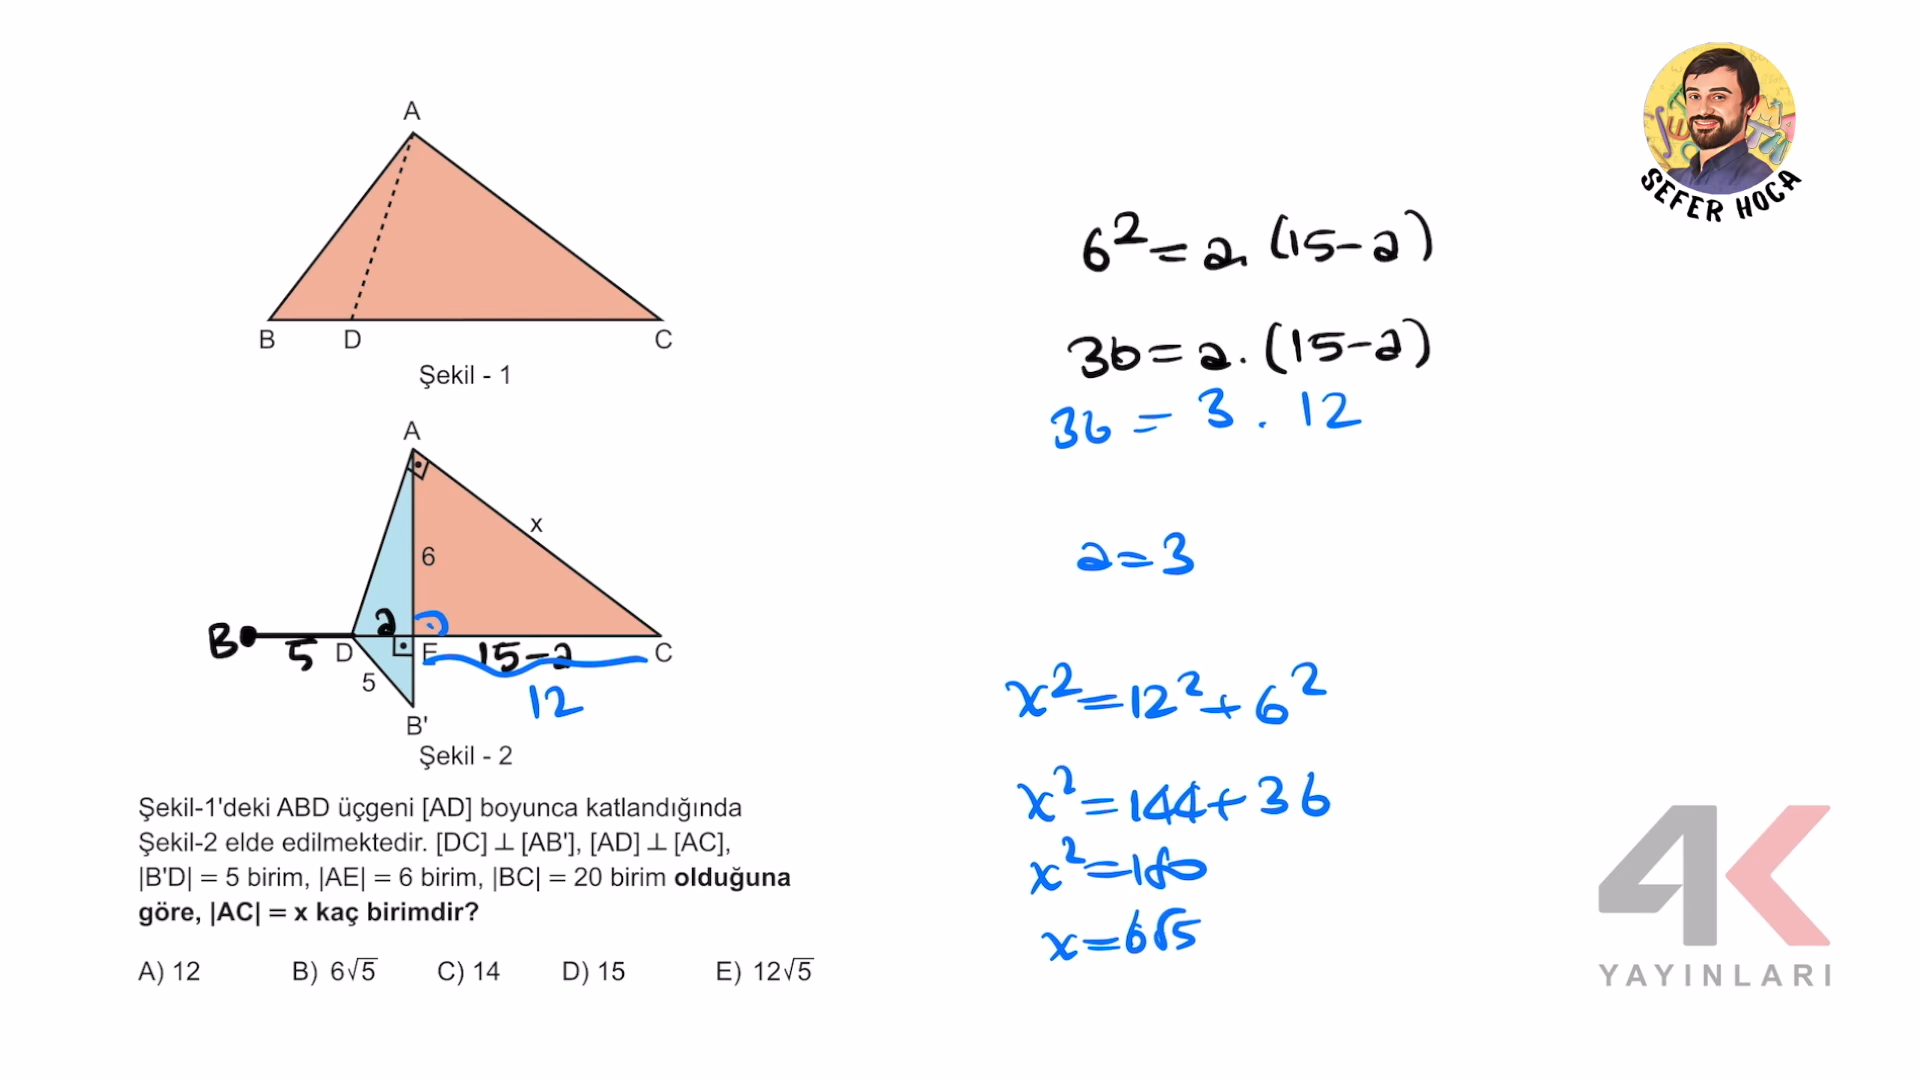 SEFER HOCA
A
B D C
Şekil - 1
A
x
6
a
B 5 D E 15-a C
5
12
B'
Şekil - 2
Şekil-1'deki ABD üçgeni [AD] boyunca katlandığında
Şekil-2 elde edilmektedir. [DC] ⊥ [AB'], [AD] ⊥ [AC],
|B'D| = 5 birim, |AE| = 6 birim, |BC| = 20 birim olduğuna
göre, |AC| = x kaç birimdir?
A) 12 B) 6√5 C) 14 D) 15 E) 12√5
6² = a. (15-a)
36 = a. (15-a)
36 = 3 . 12
a = 3
x² = 12² + 6²
x² = 144 + 36
x² = 180
x = 6√5
4K
YAYINLARI